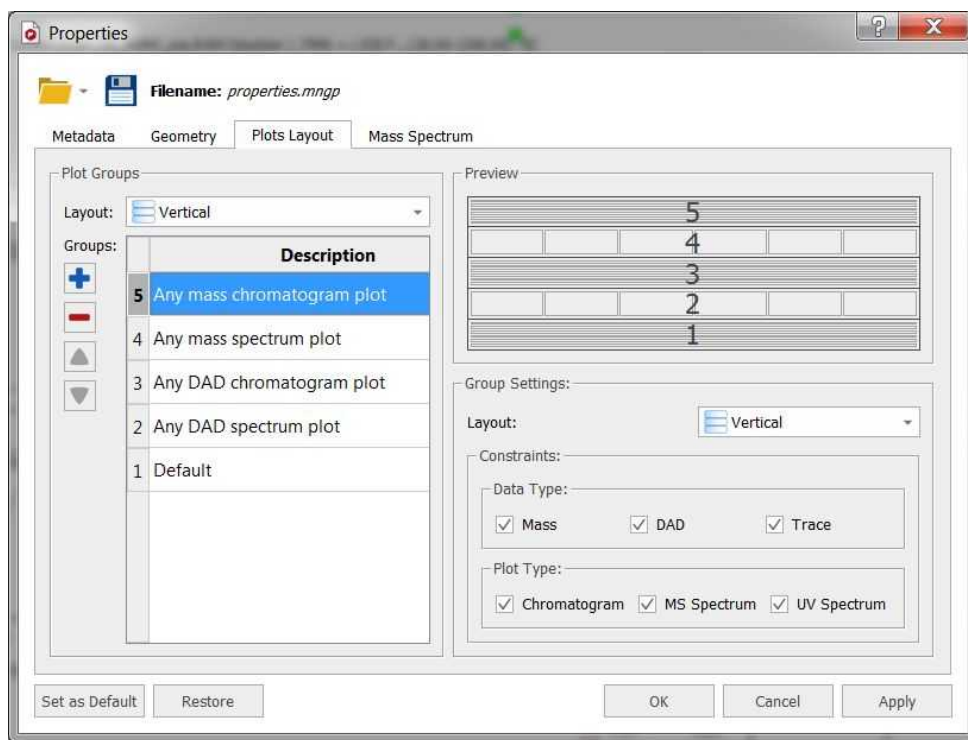 Properties
Filename: properties.mngp
Metadata Geometry Plots Layout Mass Spectrum
Plot Groups
Layout: Vertical
Groups:
Description
5 Any mass chromatogram plot
4 Any mass spectrum plot
3 Any DAD chromatogram plot
2 Any DAD spectrum plot
1 Default
Preview
5
4
3
2
1
Group Settings:
Layout: Vertical
Constraints:
Data Type:
Mass DAD Trace
Plot Type:
Chromatogram MS Spectrum UV Spectrum
Set as Default Restore OK Cancel Apply